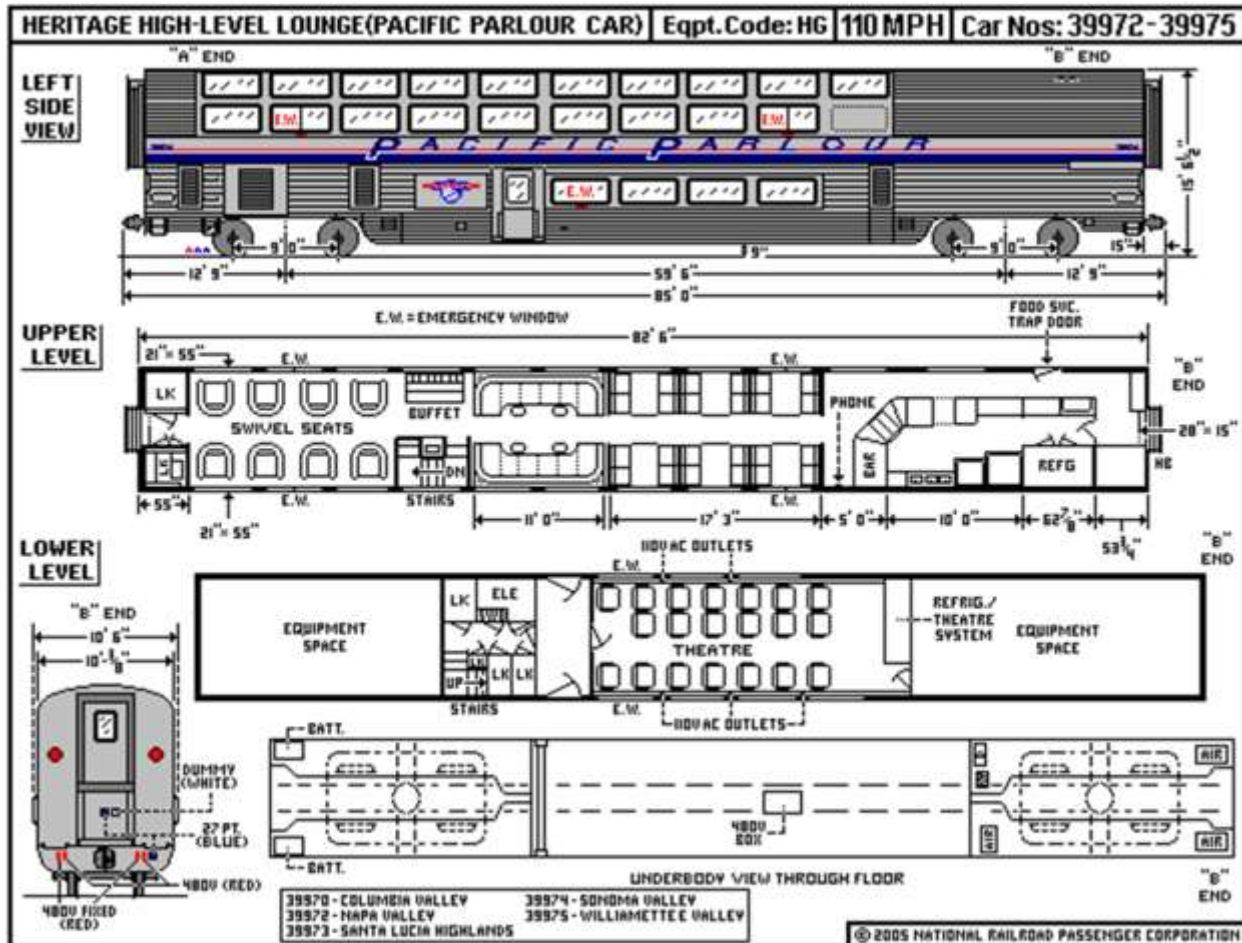 HERITAGE HIGH-LEVEL LOUNGE(PACIFIC PARLOUR CAR) Eqpt.Code: HG 110 MPH Car Nos: 39972-39975
"A" END
"B" END
LEFT
SIDE
VIEW
E.W.
E.W.
PACIFIC PARLOUR
E.W.
15' 6 1/2"
9' 0"
9"
9' 0"
15"
12' 9"
59' 6"
12' 9"
85' 0"
E.W. = EMERGENCY WINDOW
FOOD SVC.
TRAP DOOR
UPPER
LEVEL
82' 6"
21" × 55"
E.W.
E.W.
"B"
END
LK
BUFFET
PHONE
SWIVEL SEATS
28" × 15"
LK
DN
BAR
REFG
HB
STAIRS
E.W.
E.W.
55"
21" × 55"
11' 0"
17' 3"
5' 0"
10' 0"
62 7/8"
53 3/4"
LOWER
LEVEL
110V AC OUTLETS
E.W.
"B"
END
LK
ELE
EQUIPMENT
SPACE
REFRIG./
THEATRE
SYSTEM
EQUIPMENT
SPACE
THEATRE
LK
LK
LK
UP
STAIRS
E.W.
110V AC OUTLETS
"B" END
10' 6"
BATT.
AIR
DUMMY
(WHITE)
27 PT.
(BLUE)
480V
BOX
AIR
AIR
BATT.
480V (RED)
480V FIXED
(RED)
UNDERBODY VIEW THROUGH FLOOR
"B"
END
39970 - COLUMBIA VALLEY 39974 - SONOMA VALLEY
39972 - NAPA VALLEY 39975 - WILLIAMETTE E VALLEY
39973 - SANTA LUCIA HIGHLANDS
© 2005 NATIONAL RAILROAD PASSENGER CORPORATION